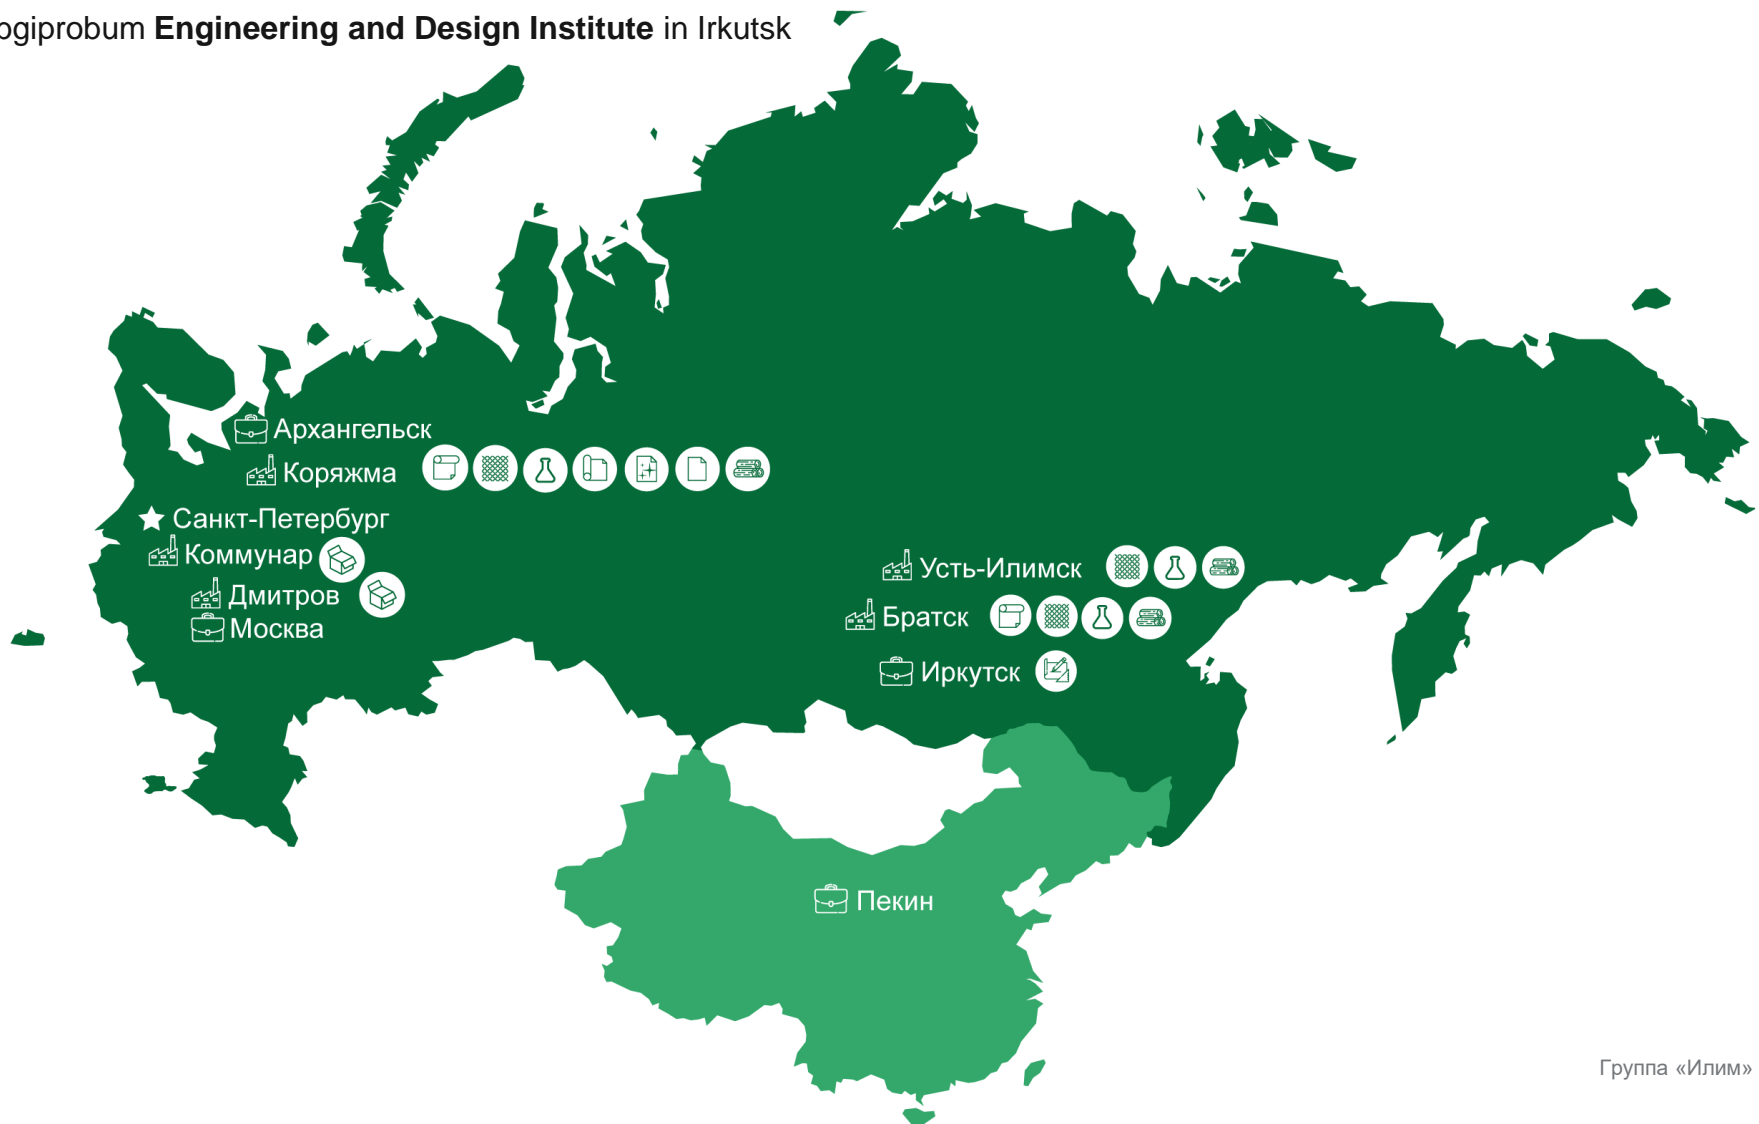 Engineering and Design Institute in Irkutsk
Архангельск
Коряжма
Санкт-Петербург
Коммунар
Дмитров
Москва
Усть-Илимск
Братск
Иркутск
Пекин
Группа «Илим»